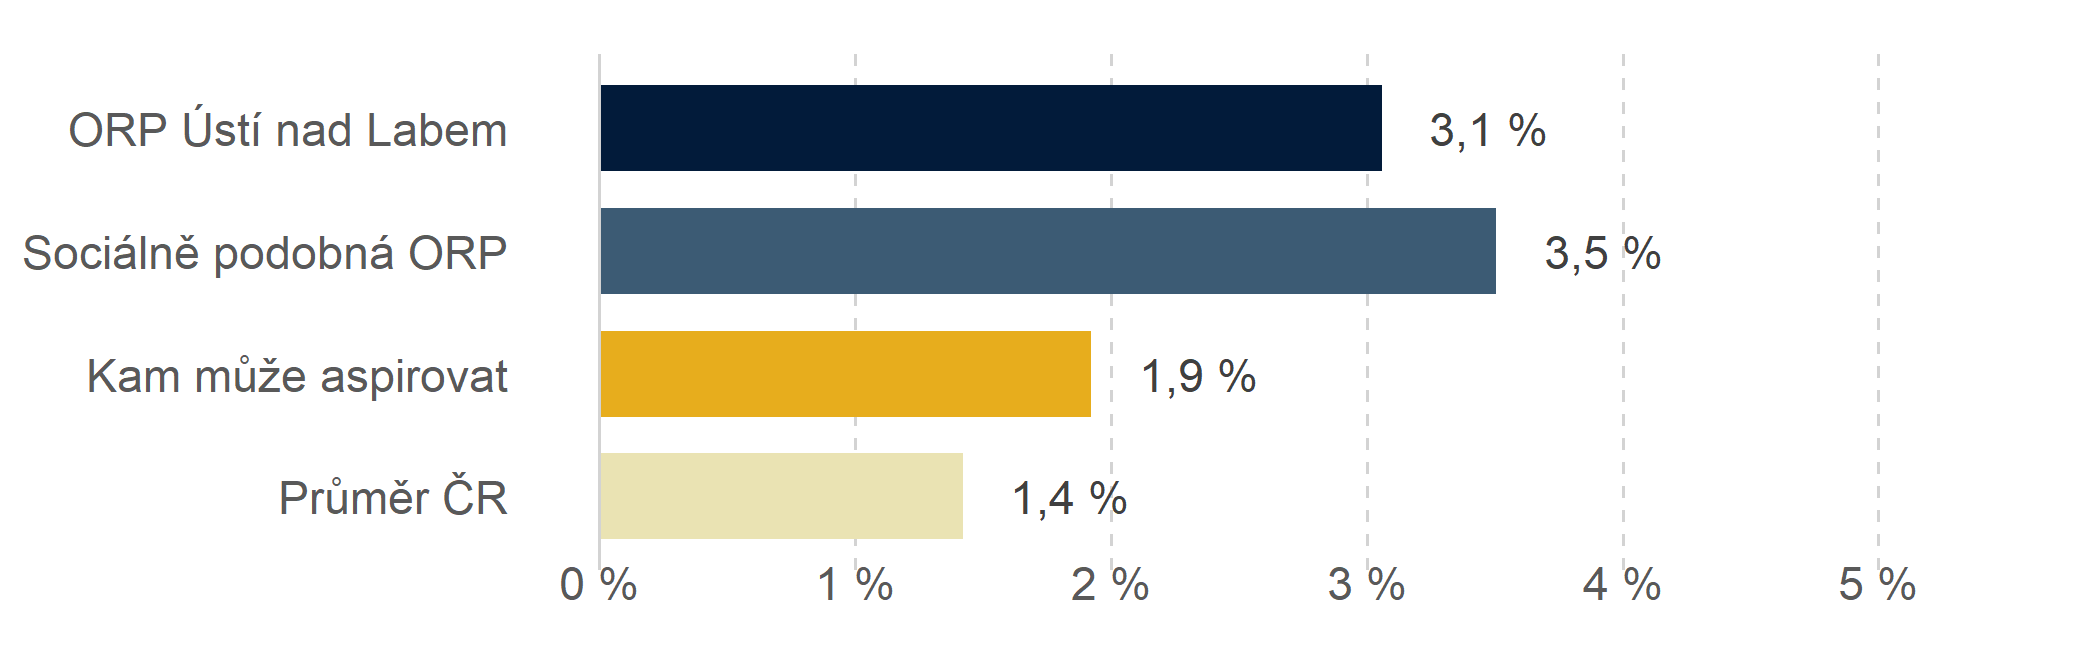 ORP Ústí nad Labem 3,1 %
Sociálně podobná ORP 3,5 %
Kam může aspirovat 1,9 %
Průměr ČR 1,4 %
0 % 1 % 2 % 3 % 4 % 5 %